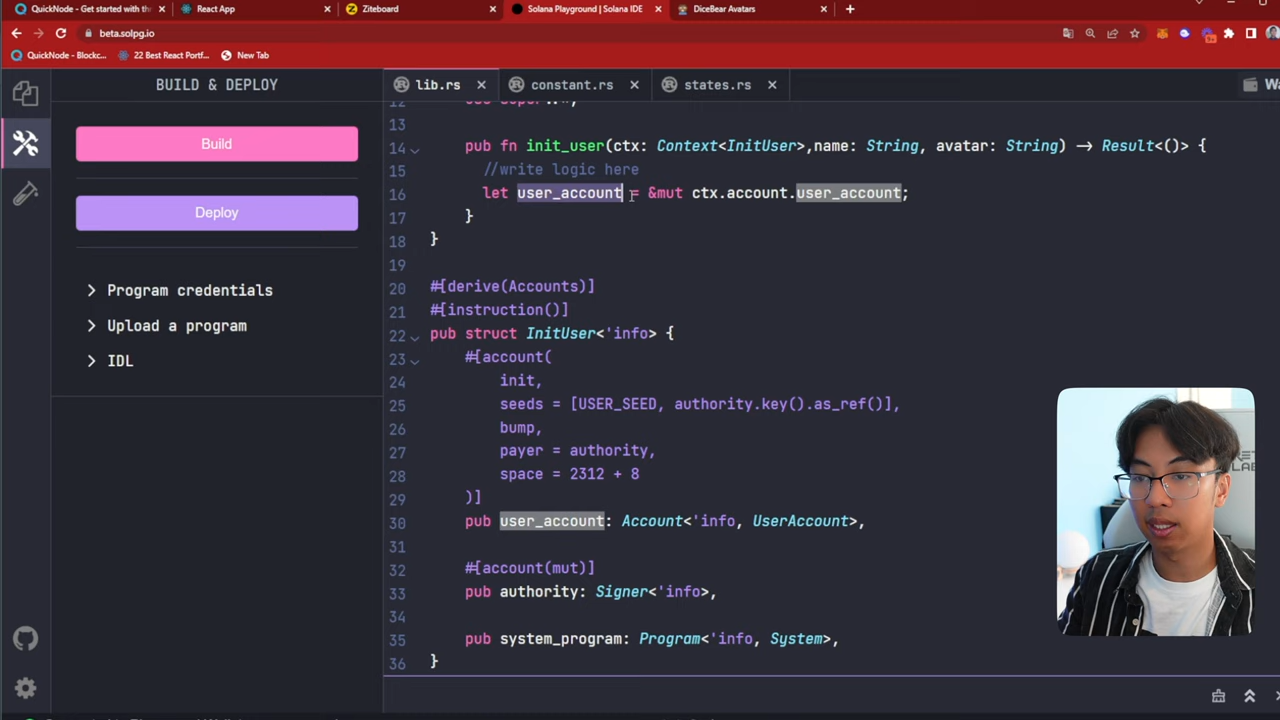 QuickNode - Get started with th
React App
Ziteboard
Solana Playground | Solana IDE
DiceBear Avatars
beta.solpg.io
QuickNode - Blockc...
22 Best React Portf...
New Tab
BUILD & DEPLOY
Build
Deploy
Program credentials
Upload a program
IDL
lib.rs
constant.rs
states.rs
Wa
12
13
14 pub fn init_user(ctx: Context<InitUser>,name: String, avatar: String) -> Result<()> {
15 //write logic here
16 let user_account = &mut ctx.account.user_account;
17 }
18 }
19
20 #[derive(Accounts)]
21 #[instruction()]
22 pub struct InitUser<'info> {
23 #[account(
24 init,
25 seeds = [USER_SEED, authority.key().as_ref()],
26 bump,
27 payer = authority,
28 space = 2312 + 8
29 )]
30 pub user_account: Account<'info, UserAccount>,
31
32 #[account(mut)]
33 pub authority: Signer<'info>,
34
35 pub system_program: Program<'info, System>,
36 }